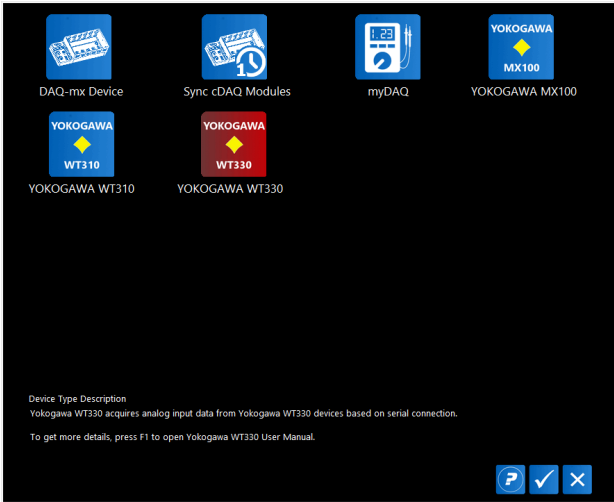 YOKOGAWA
1.23
10
MX100
DAQ-mx Device
Sync cDAQ Modules
myDAQ
YOKOGAWA MX100
YOKOGAWA
WT310
YOKOGAWA
WT330
YOKOGAWA WT310
YOKOGAWA WT330
Device Type Description
Yokogawa WT330 acquires analog input data from Yokogawa WT330 devices based on serial connection.
To get more details, press F1 to open Yokogawa WT330 User Manual.
?